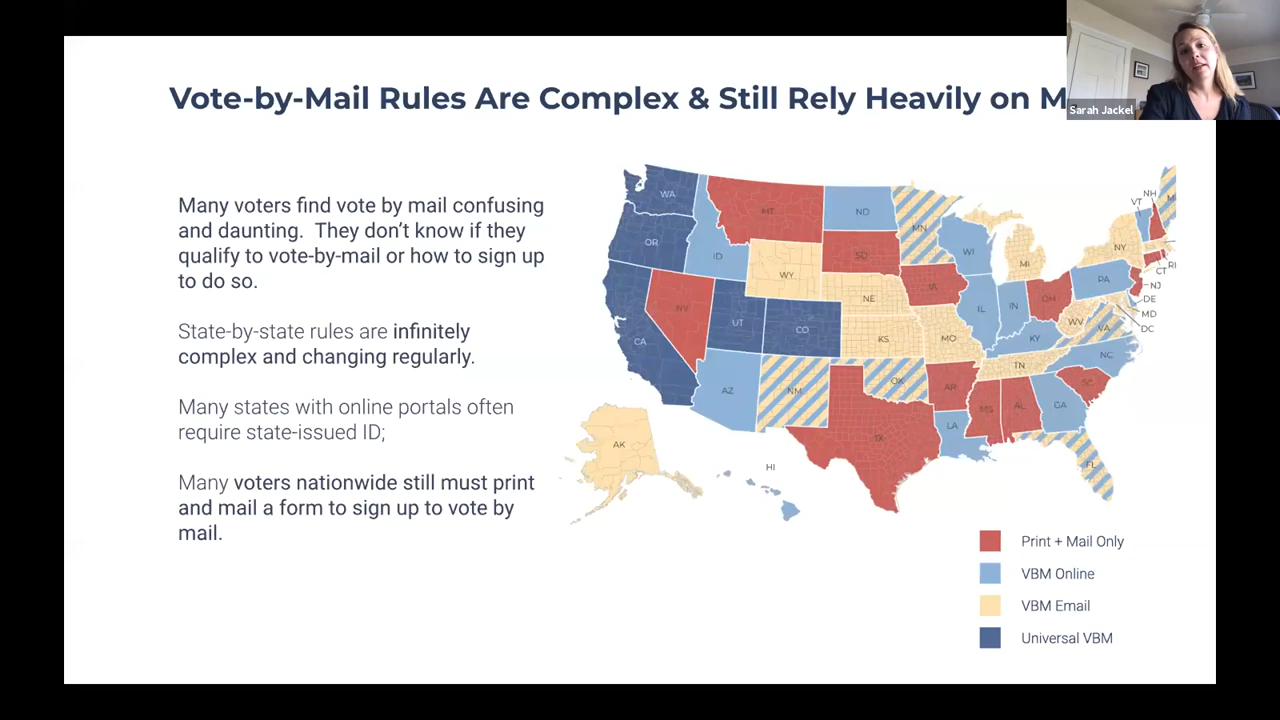 Vote-by-Mail Rules Are Complex & Still Rely Heavily on M
Sarah Jackel
Many voters find vote by mail confusing
and daunting. They don't know if they
qualify to vote-by-mail or how to sign up
to do so.
State-by-state rules are infinitely
complex and changing regularly.
Many states with online portals often
require state-issued ID;
Many voters nationwide still must print
and mail a form to sign up to vote by
mail.
WA
OR
CA
NV
ID
MT
WY
UT
CO
AZ
NM
ND
SD
NE
KS
OK
TX
MN
IA
MO
AR
LA
WI
IL
MI
IN
OH
KY
TN
MS
AL
GA
FL
SC
NC
VA
WV
PA
NY
VT
NH
M
CT
RI
NJ
DE
MD
DC
AK
HI
Print + Mail Only
VBM Online
VBM Email
Universal VBM